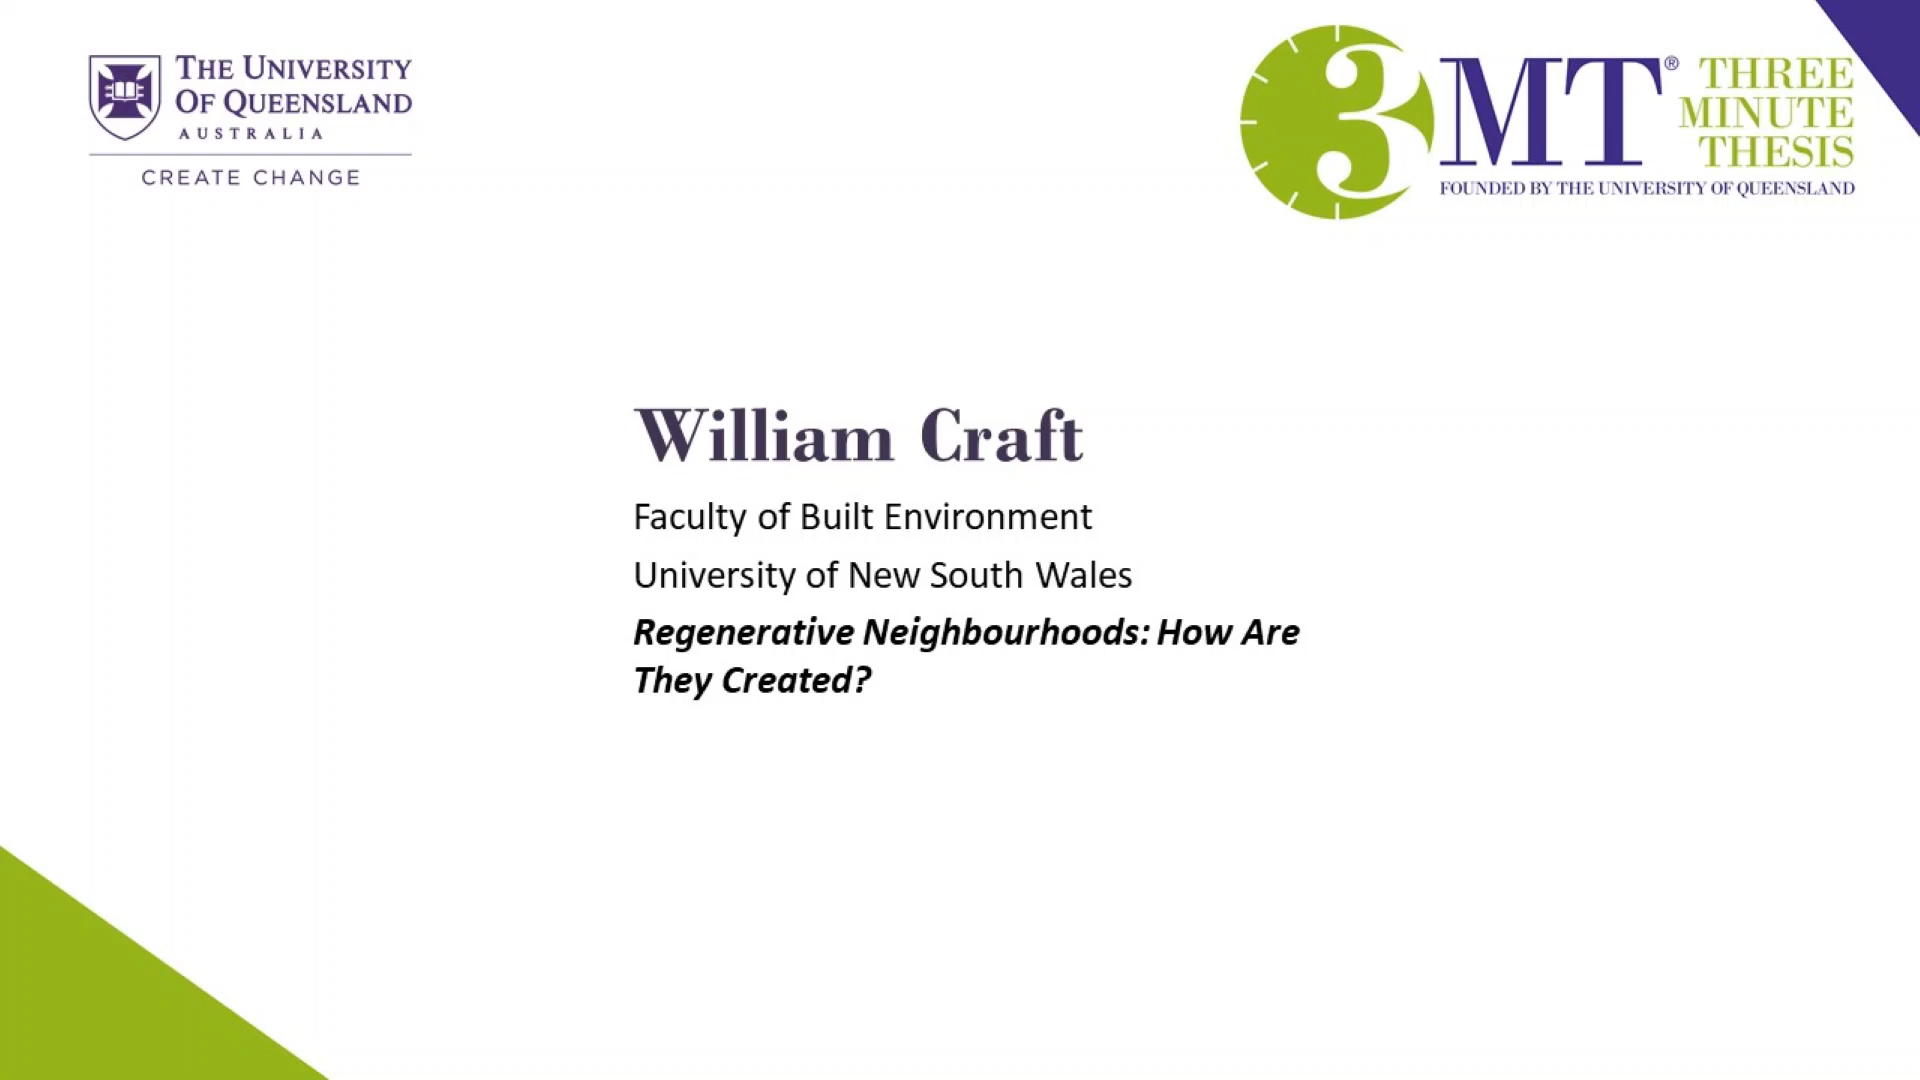 THE UNIVERSITY
OF QUEENSLAND
AUSTRALIA
CREATE CHANGE
3MT® THREE
MINUTE
THESIS
FOUNDED BY THE UNIVERSITY OF QUEENSLAND
William Craft
Faculty of Built Environment
University of New South Wales
Regenerative Neighbourhoods: How Are
They Created?